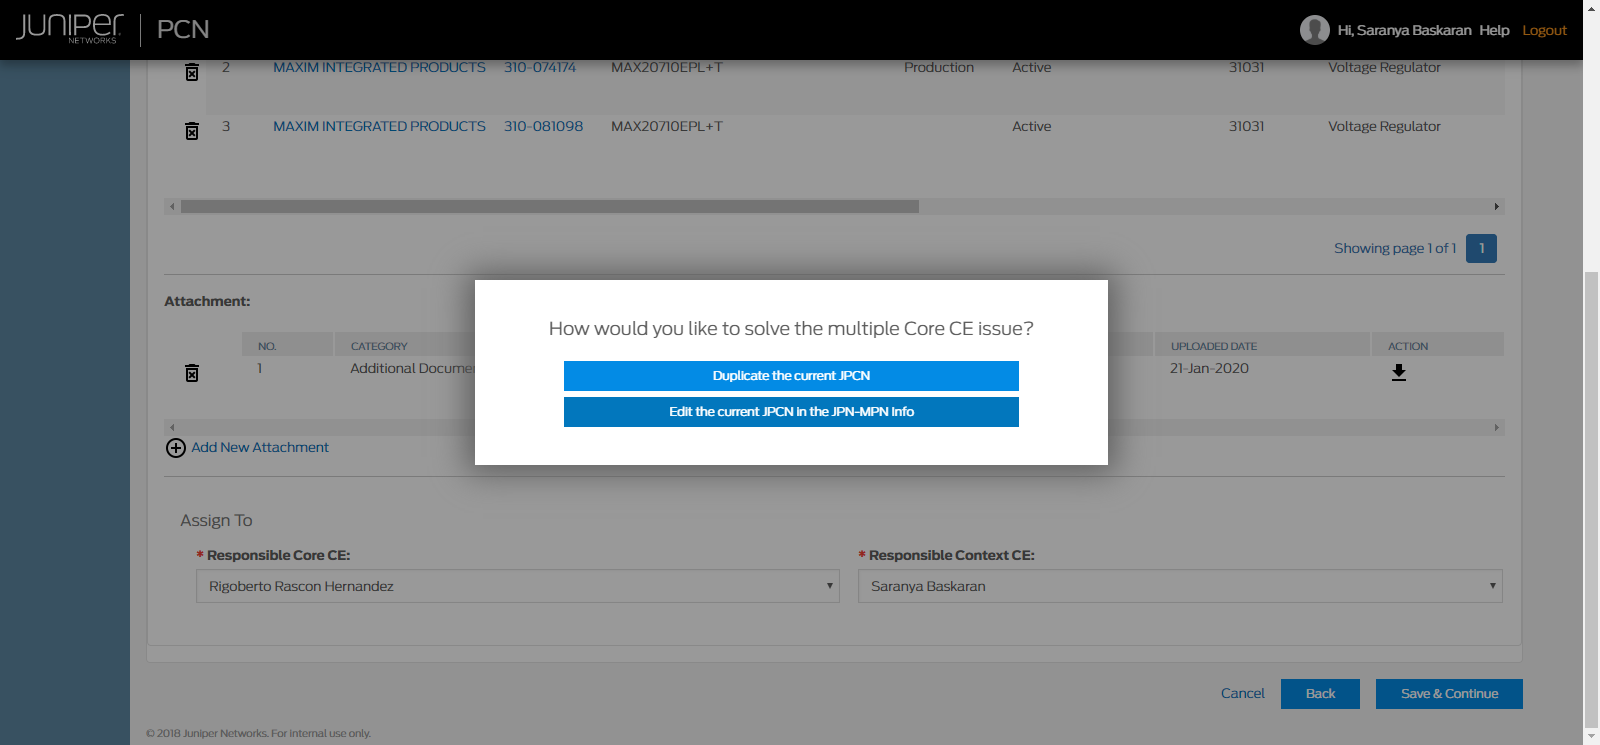 JUNIPEr NETWORKS | PCN Hi, Saranya Baskaran Help Logout
2 MAXIM INTEGRATED PRODUCTS 310-074174 MAX20710EPL+T Production Active 31031 Voltage Regulator
3 MAXIM INTEGRATED PRODUCTS 310-081098 MAX20710EPL+T Active 31031 Voltage Regulator
Showing page 1 of 1 1
Attachment:
How would you like to solve the multiple Core CE issue?
NO. CATEGORY UPLOADED DATE ACTION
1 Additional Docume 21-Jan-2020
Duplicate the current JPCN
Edit the current JPCN in the JPN-MPN Info
Add New Attachment
Assign To
* Responsible Core CE: * Responsible Context CE:
Rigoberto Rascon Hernandez Saranya Baskaran
Cancel Back Save & Continue
© 2018 Juniper Networks. For internal use only.